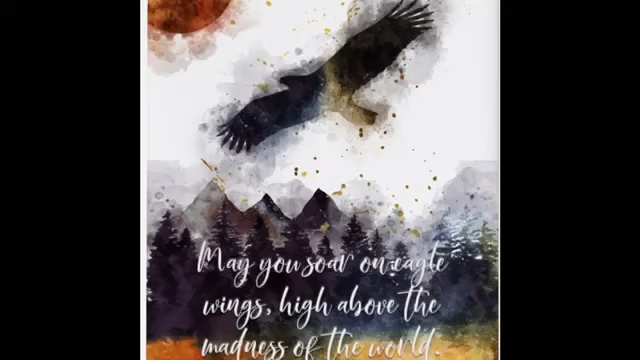 May you soar on eagle
wings, high above the
madness of the world.